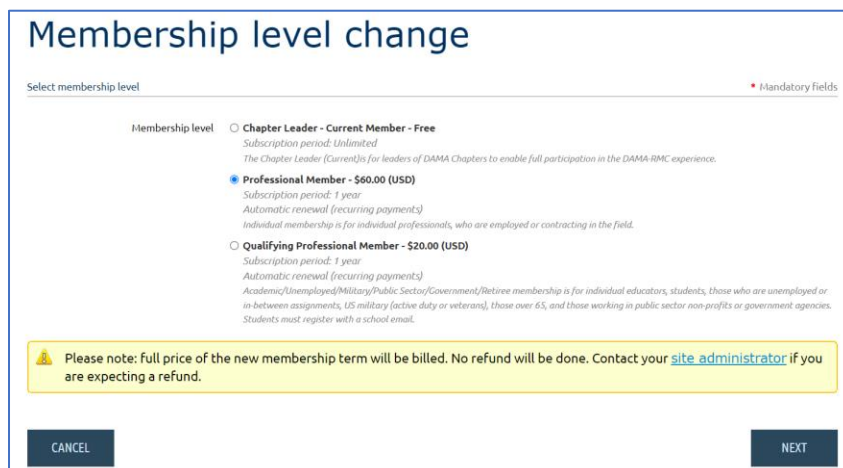 Membership level change
Select membership level
* Mandatory fields
Membership level
Chapter Leader - Current Member - Free
Subscription period: Unlimited
The Chapter Leader (Current)is for leaders of DAMA Chapters to enable full participation in the DAMA-RMC experience.
Professional Member - $60.00 (USD)
Subscription period: 1 year
Automatic renewal (recurring payments)
Individual membership is for individual professionals, who are employed or contracting in the field.
Qualifying Professional Member - $20.00 (USD)
Subscription period: 1 year
Automatic renewal (recurring payments)
Academic/Unemployed/Military/Public Sector/Government/Retiree membership is for individual educators, students, those who are unemployed or
in-between assignments, US military (active duty or veterans), those over 65, and those working in public sector non-profits or government agencies.
Students must register with a school email.
Please note: full price of the new membership term will be billed. No refund will be done. Contact your site administrator if you
are expecting a refund.
CANCEL
NEXT